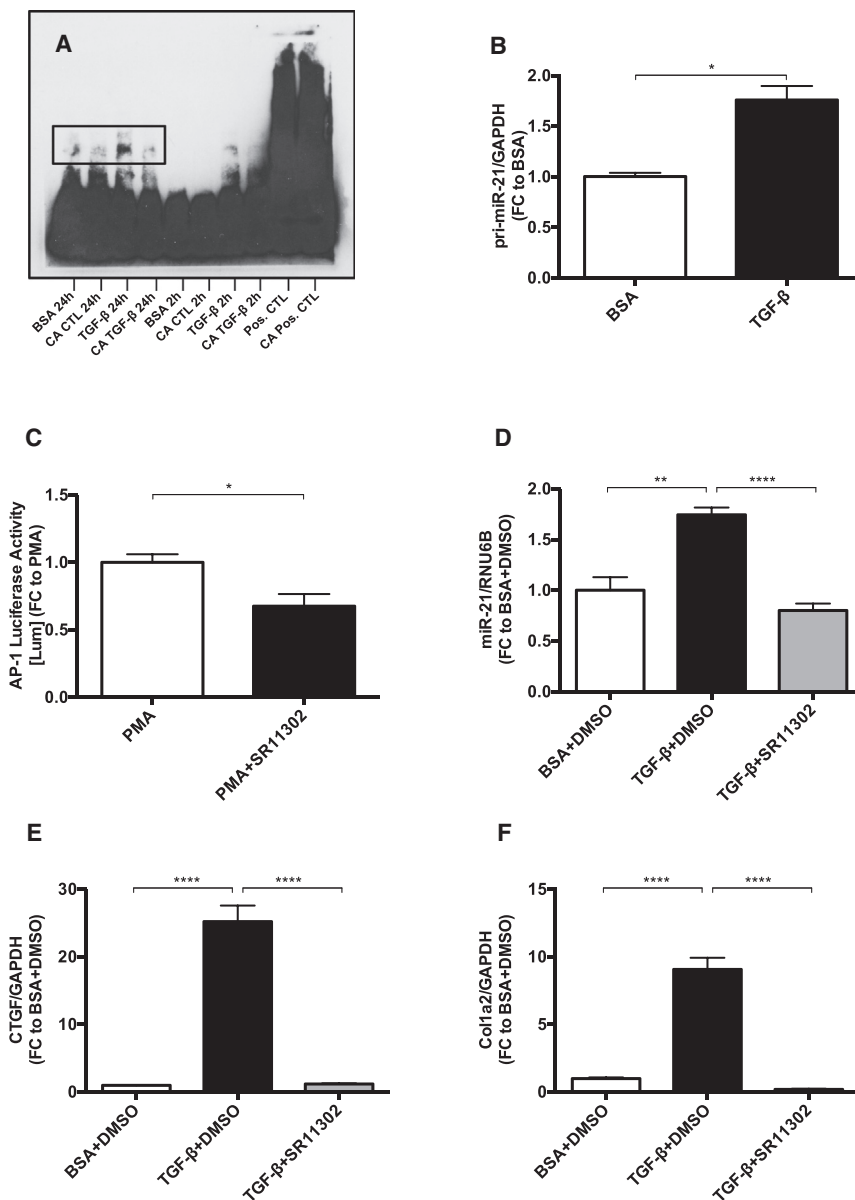 A
BSA 24h
CA CTL 24h
TGF-β 24h
CA TGF-β 24h
BSA 2h
CA CTL 2h
TGF-β 2h
CA TGF-β 2h
Pos. CTL
CA Pos. CTL
B
pri-miR-21/GAPDH
(FC to BSA)
2.0
1.5
1.0
0.5
0.0
*
BSA
TGF-β
C
AP-1 Luciferase Activity
[Lum] (FC to PMA)
1.5
1.0
0.5
0.0
*
PMA
PMA+SR11302
D
miR-21/RNU6B
(FC to BSA+DMSO)
2.0
1.5
1.0
0.5
0.0
**
****
BSA+DMSO
TGF-β+DMSO
TGF-β+SR11302
E
CTGF/GAPDH
(FC to BSA+DMSO)
30
20
10
0
****
****
BSA+DMSO
TGF-β+DMSO
TGF-β+SR11302
F
Col1a2/GAPDH
(FC to BSA+DMSO)
15
10
5
0
****
****
BSA+DMSO
TGF-β+DMSO
TGF-β+SR11302